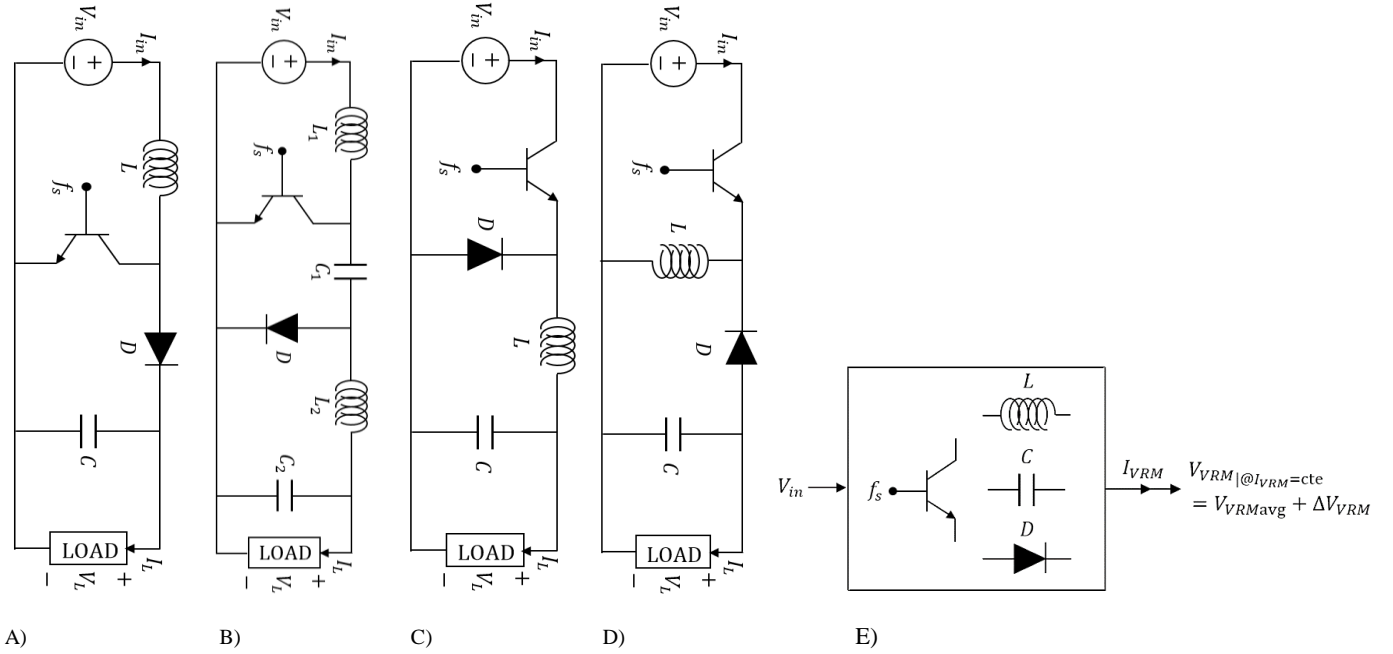 V_in
− +
I_in
L
f_s
D
C
LOAD
− V_L +
I_L
A)
V_in
− +
I_in
L_1
f_s
C_1
D
L_2
C_2
LOAD
− V_L +
I_L
B)
V_in
− +
I_in
f_s
D
L
C
LOAD
− V_L +
I_L
C)
V_in
− +
I_in
f_s
L
D
C
LOAD
− V_L +
I_L
D)
V_in
f_s
L
C
D
I_VRM
V_VRM|@I_VRM=cte
= V_VRMavg + ΔV_VRM
E)